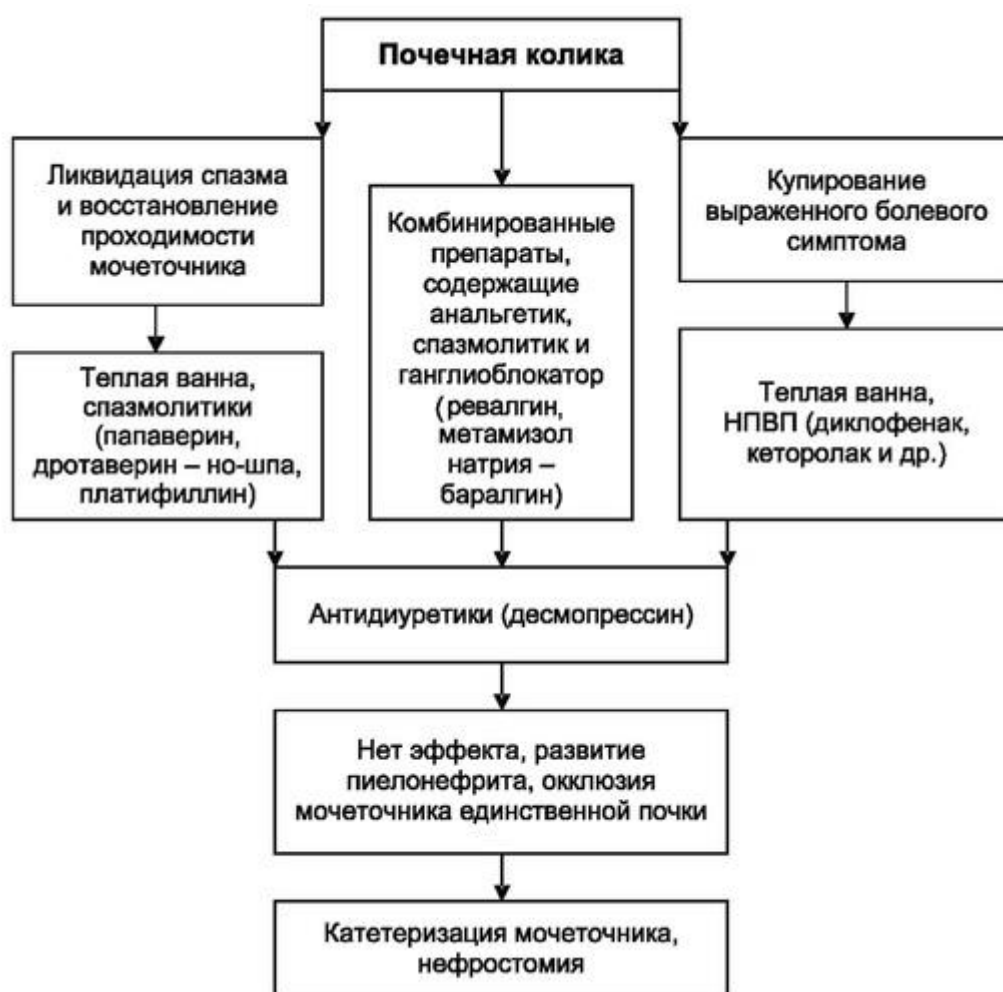 Почечная колика
Ликвидация спазма
и восстановление
проходимости
мочеточника
Комбинированные
препараты,
содержащие
анальгетик,
спазмолитик и
ганглиоблокатор
(ревалгин,
метамизол
натрия –
баралгин)
Купирование
выраженного болевого
симптома
Теплая ванна,
спазмолитики
(папаверин,
дротаверин – но-шпа,
платифиллин)
Теплая ванна,
НПВП (диклофенак,
кеторолак и др.)
Антидиуретики (десмопрессин)
Нет эффекта, развитие
пиелонефрита, окклюзия
мочеточника единственной почки
Катетеризация мочеточника,
нефростомия